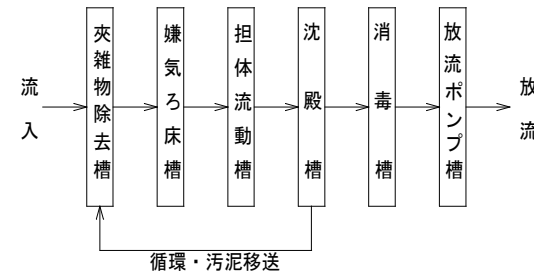 流入
夾雑物除去槽
嫌気ろ床槽
担体流動槽
沈殿槽
消毒槽
放流ポンプ槽
放流
循環・汚泥移送